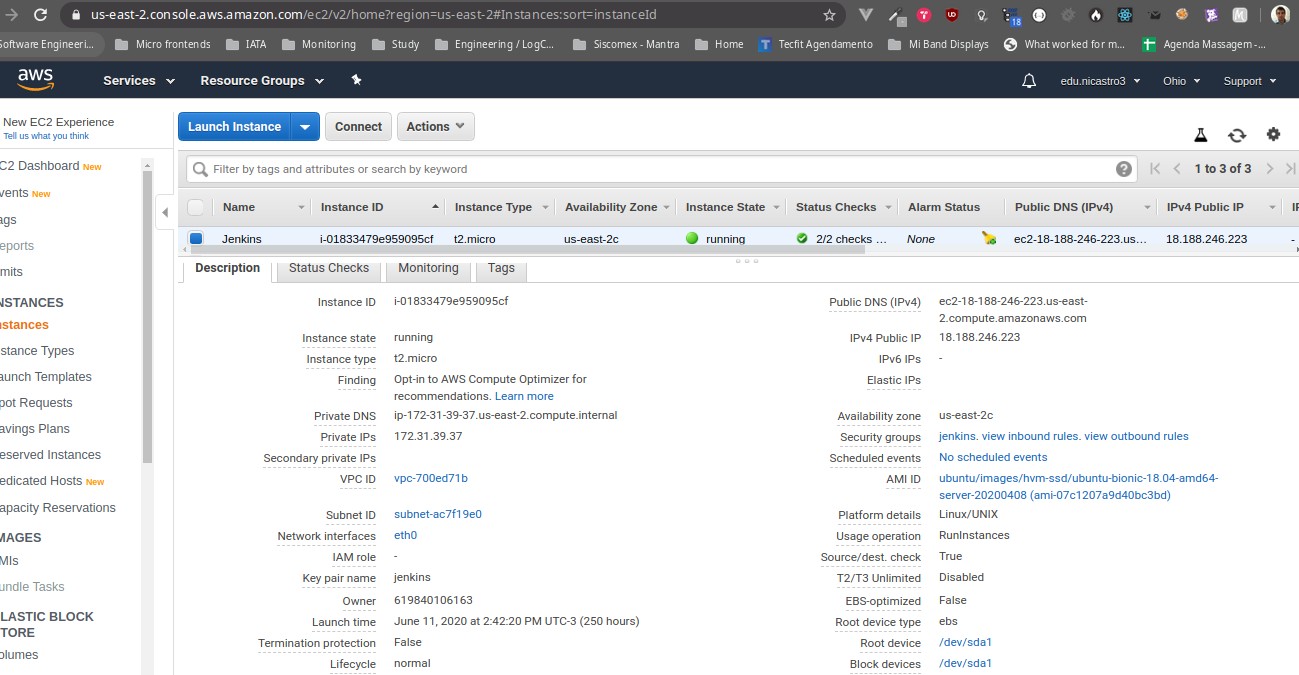 us-east-2.console.aws.amazon.com/ec2/v2/home?region=us-east-2#Instances:sort=instanceId
Software Engineeri... Micro frontends IATA Monitoring Study Engineering / LogC... Siscomex - Mantra Home Tecfit Agendamento Mi Band Displays What worked for m... Agenda Massagem -...
aws Services Resource Groups edu.nicastro3 Ohio Support
New EC2 Experience
Tell us what you think
Launch Instance Connect Actions
C2 Dashboard New
vents New
ags
eports
mits
NSTANCES
nstances
stance Types
aunch Templates
pot Requests
avings Plans
eserved Instances
edicated Hosts New
apacity Reservations
MAGES
MIs
undle Tasks
LASTIC BLOCK
TORE
olumes
Filter by tags and attributes or search by keyword 1 to 3 of 3
Name Instance ID Instance Type Availability Zone Instance State Status Checks Alarm Status Public DNS (IPv4) IPv4 Public IP IP
Jenkins i-01833479e959095cf t2.micro us-east-2c running 2/2 checks ... None ec2-18-188-246-223.us... 18.188.246.223 -
Description Status Checks Monitoring Tags
Instance ID i-01833479e959095cf
Instance state running
Instance type t2.micro
Finding Opt-in to AWS Compute Optimizer for
recommendations. Learn more
Private DNS ip-172-31-39-37.us-east-2.compute.internal
Private IPs 172.31.39.37
Secondary private IPs
VPC ID vpc-700ed71b
Subnet ID subnet-ac7f19e0
Network interfaces eth0
IAM role -
Key pair name jenkins
Owner 619840106163
Launch time June 11, 2020 at 2:42:20 PM UTC-3 (250 hours)
Termination protection False
Lifecycle normal
Public DNS (IPv4) ec2-18-188-246-223.us-east-
2.compute.amazonaws.com
IPv4 Public IP 18.188.246.223
IPv6 IPs -
Elastic IPs
Availability zone us-east-2c
Security groups jenkins. view inbound rules. view outbound rules
Scheduled events No scheduled events
AMI ID ubuntu/images/hvm-ssd/ubuntu-bionic-18.04-amd64-
server-20200408 (ami-07c1207a9d40bc3bd)
Platform details Linux/UNIX
Usage operation RunInstances
Source/dest. check True
T2/T3 Unlimited Disabled
EBS-optimized False
Root device type ebs
Root device /dev/sda1
Block devices /dev/sda1